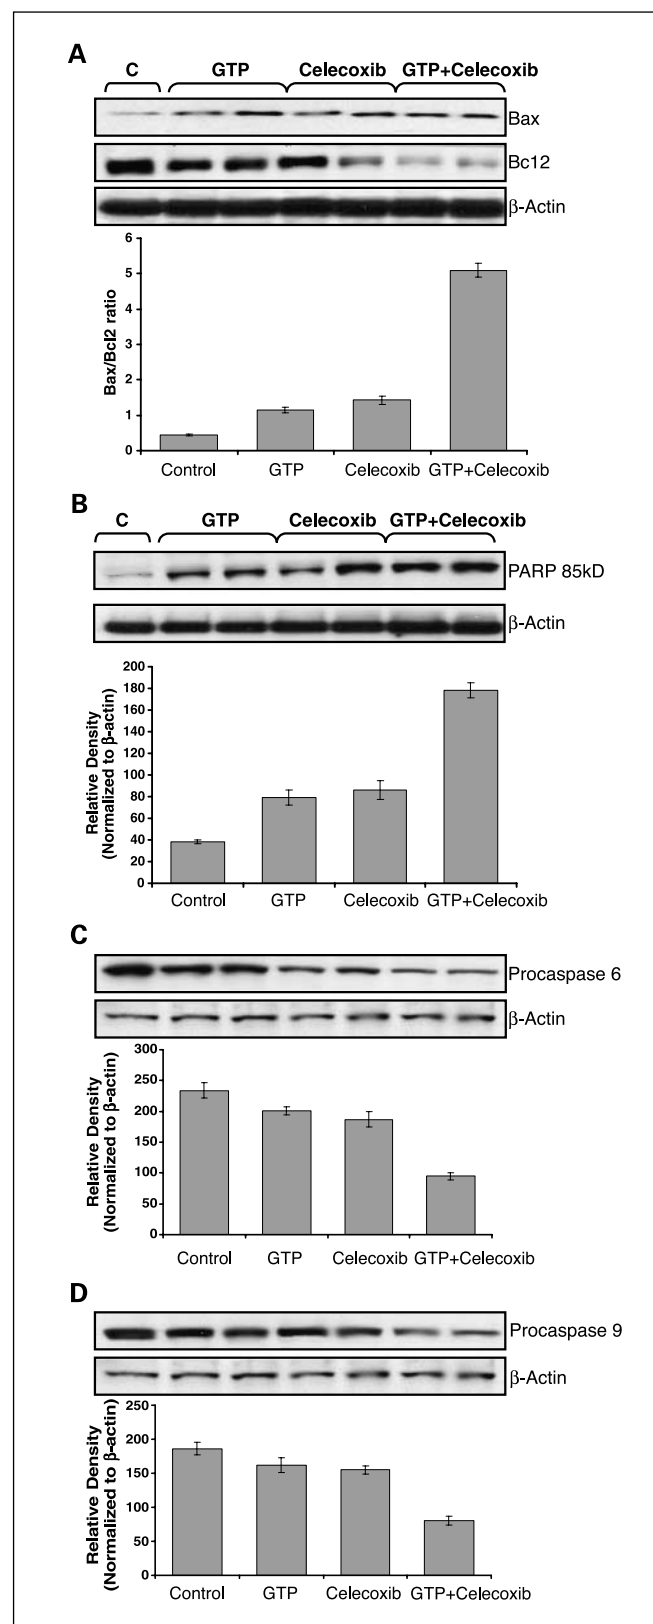 A
C GTP Celecoxib GTP+Celecoxib
Bax
Bc12
β-Actin
6
5
4
3
2
1
0
Bax/Bcl2 ratio
Control GTP Celecoxib GTP+Celecoxib
B
C GTP Celecoxib GTP+Celecoxib
PARP 85kD
β-Actin
200
180
160
140
120
100
80
60
40
20
0
Relative Density
(Normalized to β-actin)
Control GTP Celecoxib GTP+Celecoxib
C
Procaspase 6
β-Actin
300
250
200
150
100
50
0
Relative Density
(Normalized to β-actin)
Control GTP Celecoxib GTP+Celecoxib
D
Procaspase 9
β-Actin
250
200
150
100
50
0
Relative Density
(Normalized to β-actin)
Control GTP Celecoxib GTP+Celecoxib